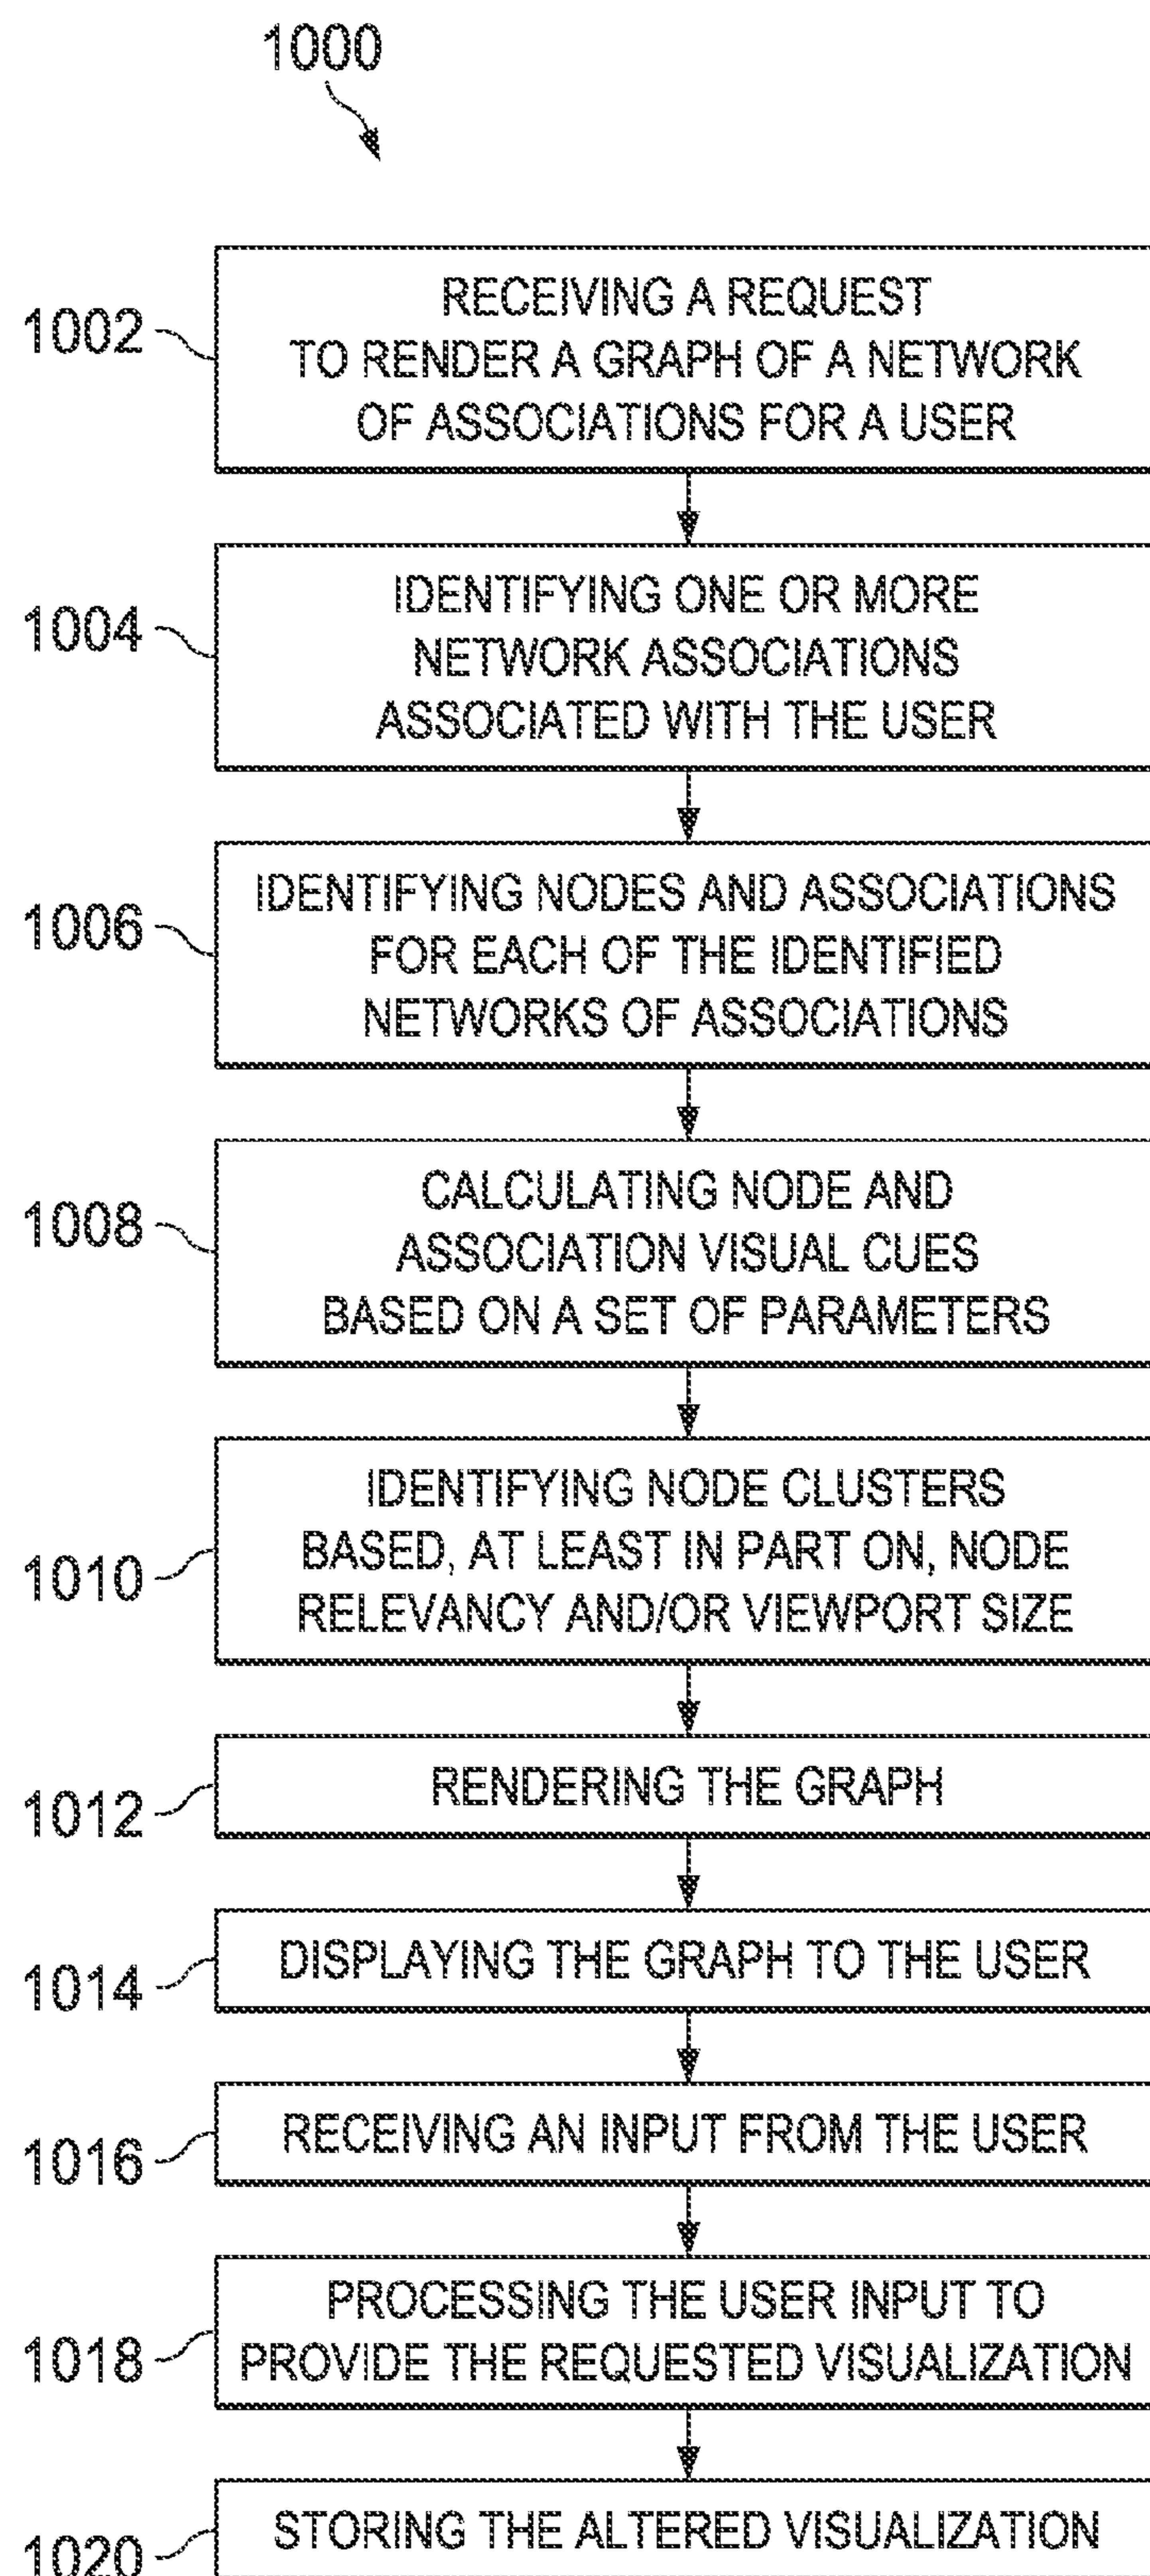 1000
1002
RECEIVING A REQUEST
TO RENDER A GRAPH OF A NETWORK
OF ASSOCIATIONS FOR A USER
1004
IDENTIFYING ONE OR MORE
NETWORK ASSOCIATIONS
ASSOCIATED WITH THE USER
1006
IDENTIFYING NODES AND ASSOCIATIONS
FOR EACH OF THE IDENTIFIED
NETWORKS OF ASSOCIATIONS
1008
CALCULATING NODE AND
ASSOCIATION VISUAL CUES
BASED ON A SET OF PARAMETERS
1010
IDENTIFYING NODE CLUSTERS
BASED, AT LEAST IN PART ON, NODE
RELEVANCY AND/OR VIEWPORT SIZE
1012
RENDERING THE GRAPH
1014
DISPLAYING THE GRAPH TO THE USER
1016
RECEIVING AN INPUT FROM THE USER
1018
PROCESSING THE USER INPUT TO
PROVIDE THE REQUESTED VISUALIZATION
1020
STORING THE ALTERED VISUALIZATION